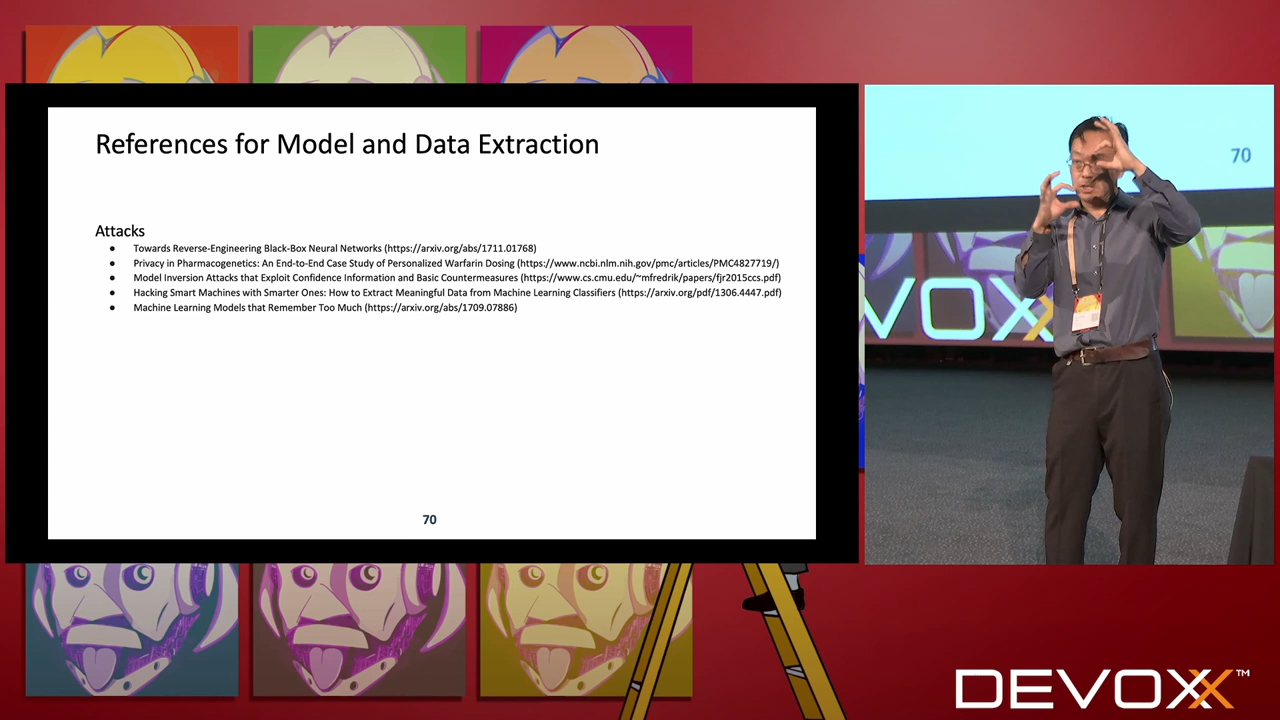 References for Model and Data Extraction
Attacks
● Towards Reverse-Engineering Black-Box Neural Networks (https://arxiv.org/abs/1711.01768)
● Privacy in Pharmacogenetics: An End-to-End Case Study of Personalized Warfarin Dosing (https://www.ncbi.nlm.nih.gov/pmc/articles/PMC4827719/)
● Model Inversion Attacks that Exploit Confidence Information and Basic Countermeasures (https://www.cs.cmu.edu/~mfredrik/papers/fjr2015ccs.pdf)
● Hacking Smart Machines with Smarter Ones: How to Extract Meaningful Data from Machine Learning Classifiers (https://arxiv.org/pdf/1306.4447.pdf)
● Machine Learning Models that Remember Too Much (https://arxiv.org/abs/1709.07886)
70
70
VOXX
DEVOXX™